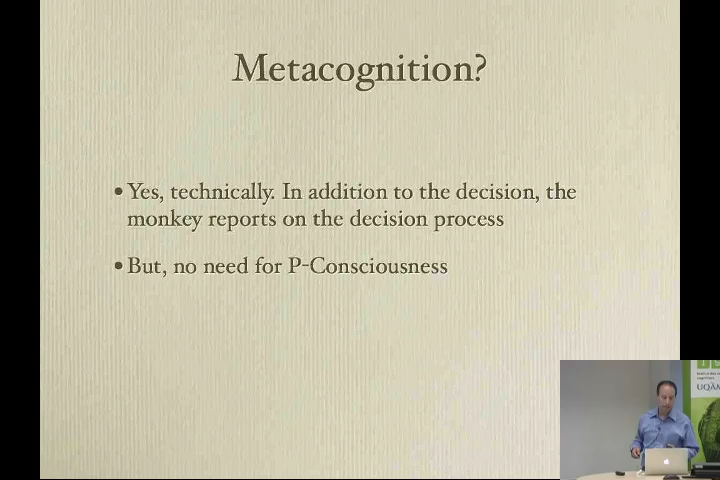 Metacognition?
• Yes, technically. In addition to the decision, the
monkey reports on the decision process
• But, no need for P-Consciousness
UQÀM